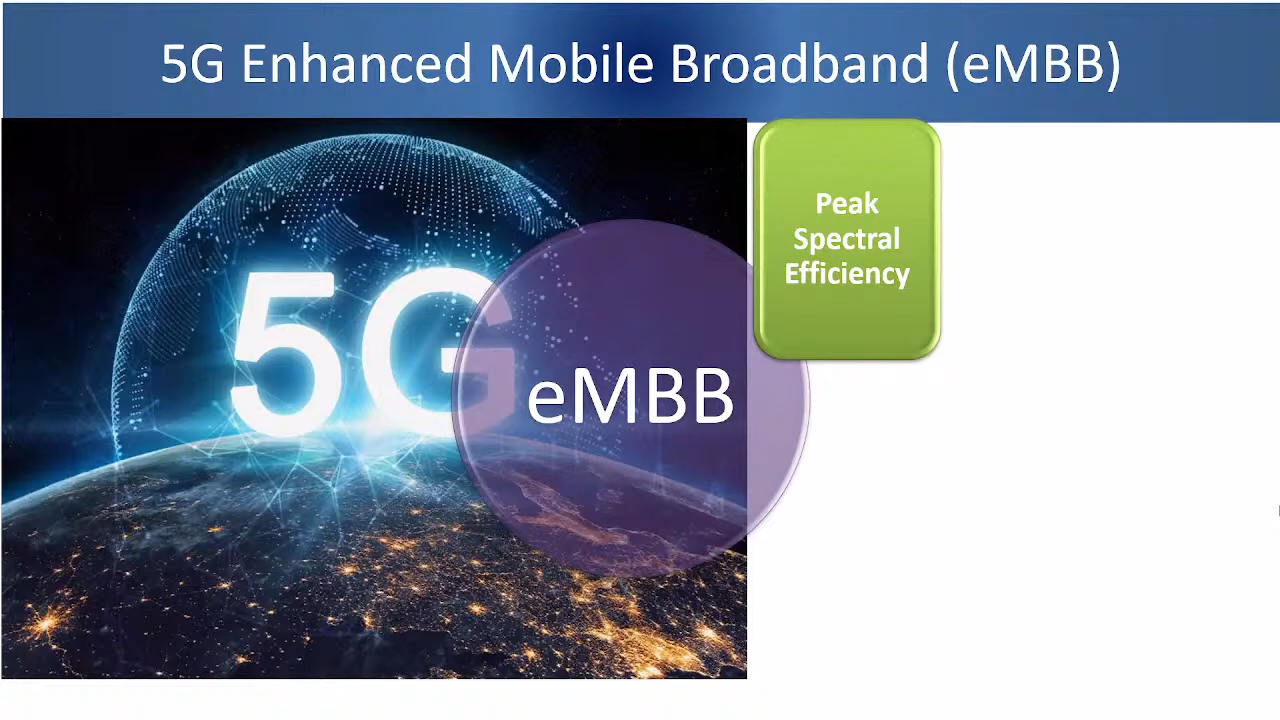 5G Enhanced Mobile Broadband (eMBB)
5G
eMBB
Peak
Spectral
Efficiency